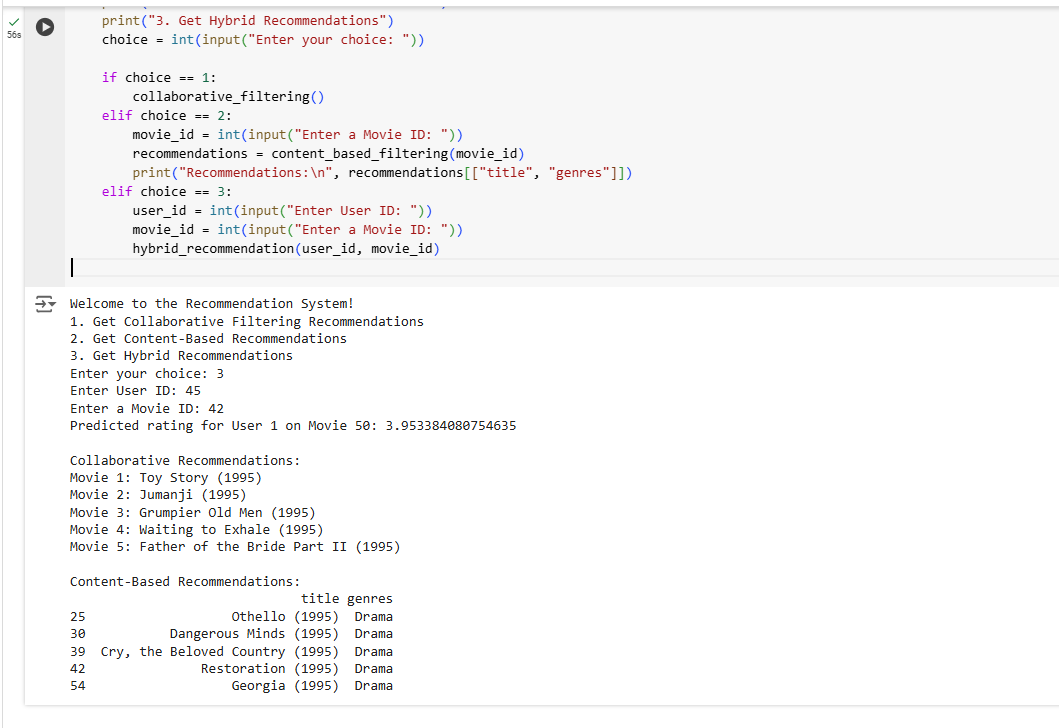 print("3. Get Hybrid Recommendations")
56s
choice = int(input("Enter your choice: "))
if choice == 1:
collaborative_filtering()
elif choice == 2:
movie_id = int(input("Enter a Movie ID: "))
recommendations = content_based_filtering(movie_id)
print("Recommendations:\n", recommendations[["title", "genres"]])
elif choice == 3:
user_id = int(input("Enter User ID: "))
movie_id = int(input("Enter a Movie ID: "))
hybrid_recommendation(user_id, movie_id)
Welcome to the Recommendation System!
1. Get Collaborative Filtering Recommendations
2. Get Content-Based Recommendations
3. Get Hybrid Recommendations
Enter your choice: 3
Enter User ID: 45
Enter a Movie ID: 42
Predicted rating for User 1 on Movie 50: 3.953384080754635
Collaborative Recommendations:
Movie 1: Toy Story (1995)
Movie 2: Jumanji (1995)
Movie 3: Grumpier Old Men (1995)
Movie 4: Waiting to Exhale (1995)
Movie 5: Father of the Bride Part II (1995)
Content-Based Recommendations:
title genres
25 Othello (1995) Drama
30 Dangerous Minds (1995) Drama
39 Cry, the Beloved Country (1995) Drama
42 Restoration (1995) Drama
54 Georgia (1995) Drama